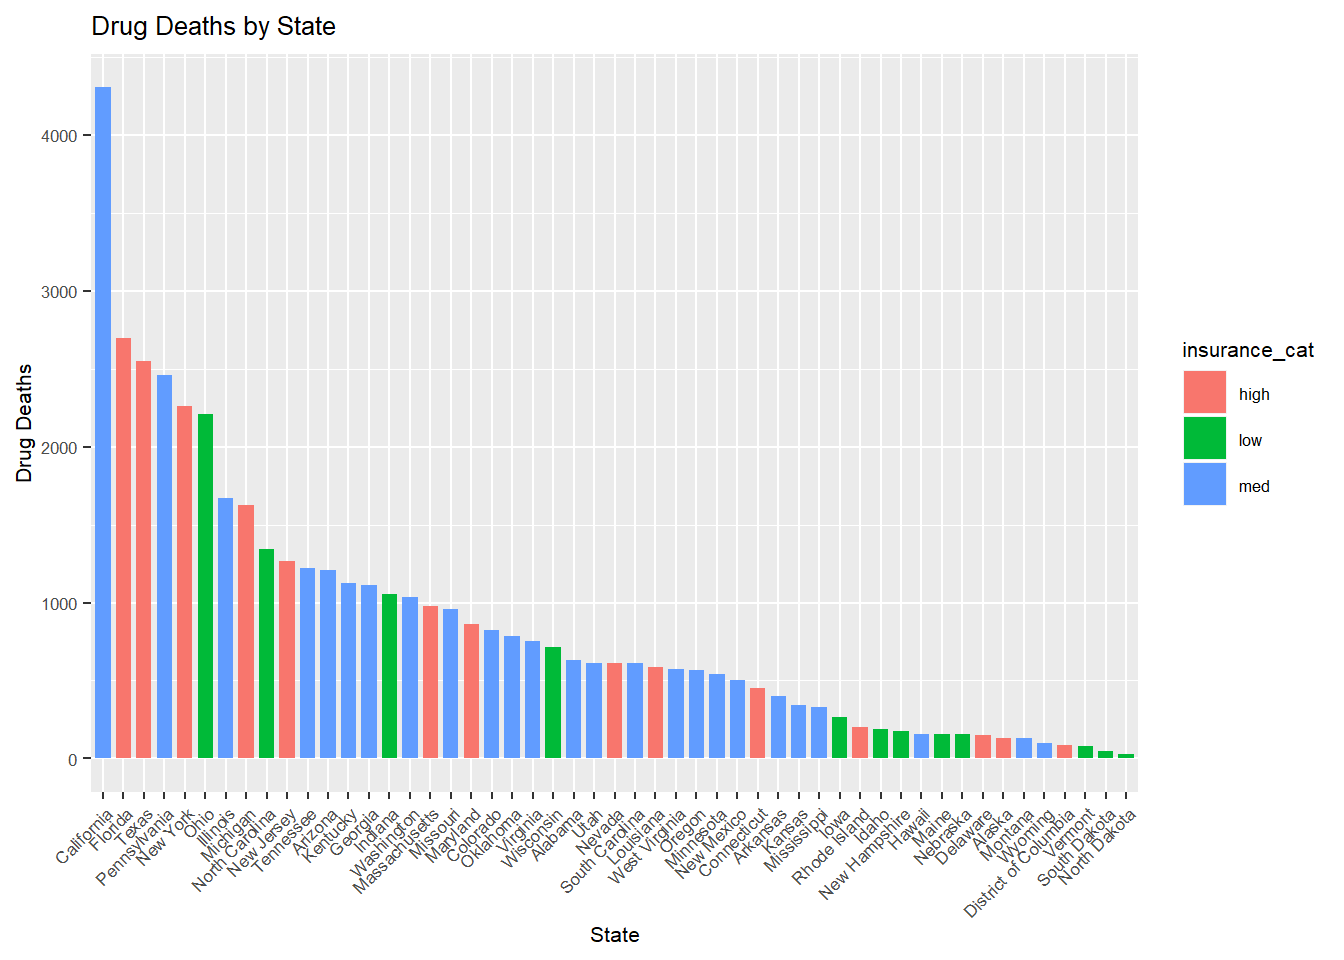 Drug Deaths by State
Drug Deaths
4000
3000
2000
1000
0
California
Florida
Texas
Pennsylvania
New York
Ohio
Illinois
Michigan
North Carolina
New Jersey
Tennessee
Arizona
Kentucky
Georgia
Indiana
Washington
Massachusetts
Missouri
Maryland
Colorado
Oklahoma
Virginia
Wisconsin
Alabama
Utah
Nevada
South Carolina
Louisiana
West Virginia
Oregon
Minnesota
New Mexico
Connecticut
Arkansas
Kansas
Mississippi
Iowa
Rhode Island
Idaho
New Hampshire
Hawaii
Maine
Nebraska
Delaware
Alaska
Montana
Wyoming
District of Columbia
Vermont
South Dakota
North Dakota
State
insurance_cat
high
low
med